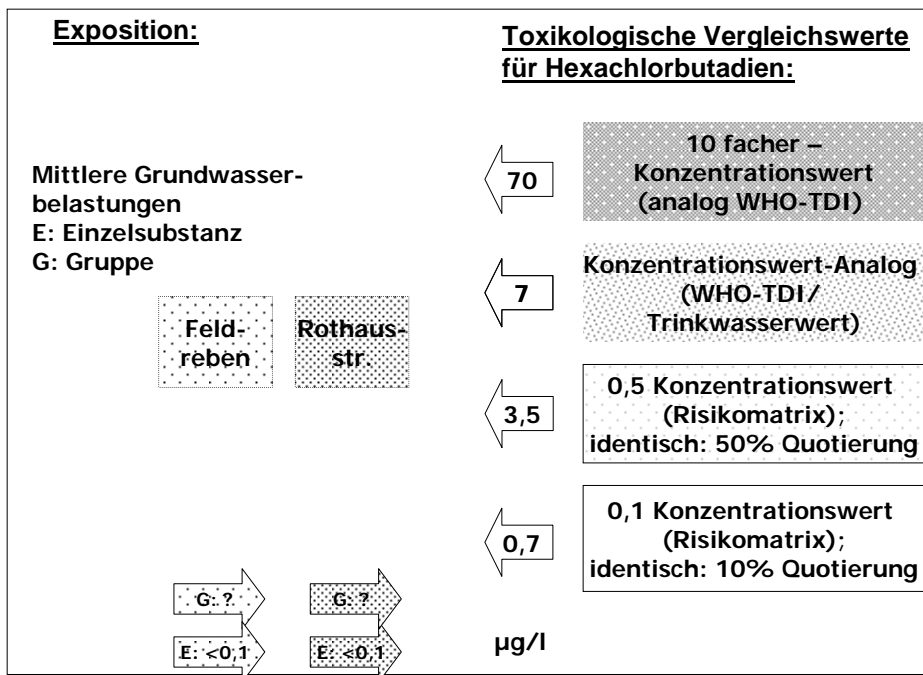 Exposition:
Toxikologische Vergleichswerte
für Hexachlorbutadien:
Mittlere Grundwasser-
belastungen
E: Einzelsubstanz
G: Gruppe
Feld-
reben
Rothaus-
str.
70
10 facher –
Konzentrationswert
(analog WHO-TDI)
7
Konzentrationswert-Analog
(WHO-TDI/
Trinkwasserwert)
3,5
0,5 Konzentrationswert
(Risikomatrix);
identisch: 50% Quotierung
0,7
0,1 Konzentrationswert
(Risikomatrix);
identisch: 10% Quotierung
G: ?
G: ?
E: <0,1
E: <0,1
µg/l